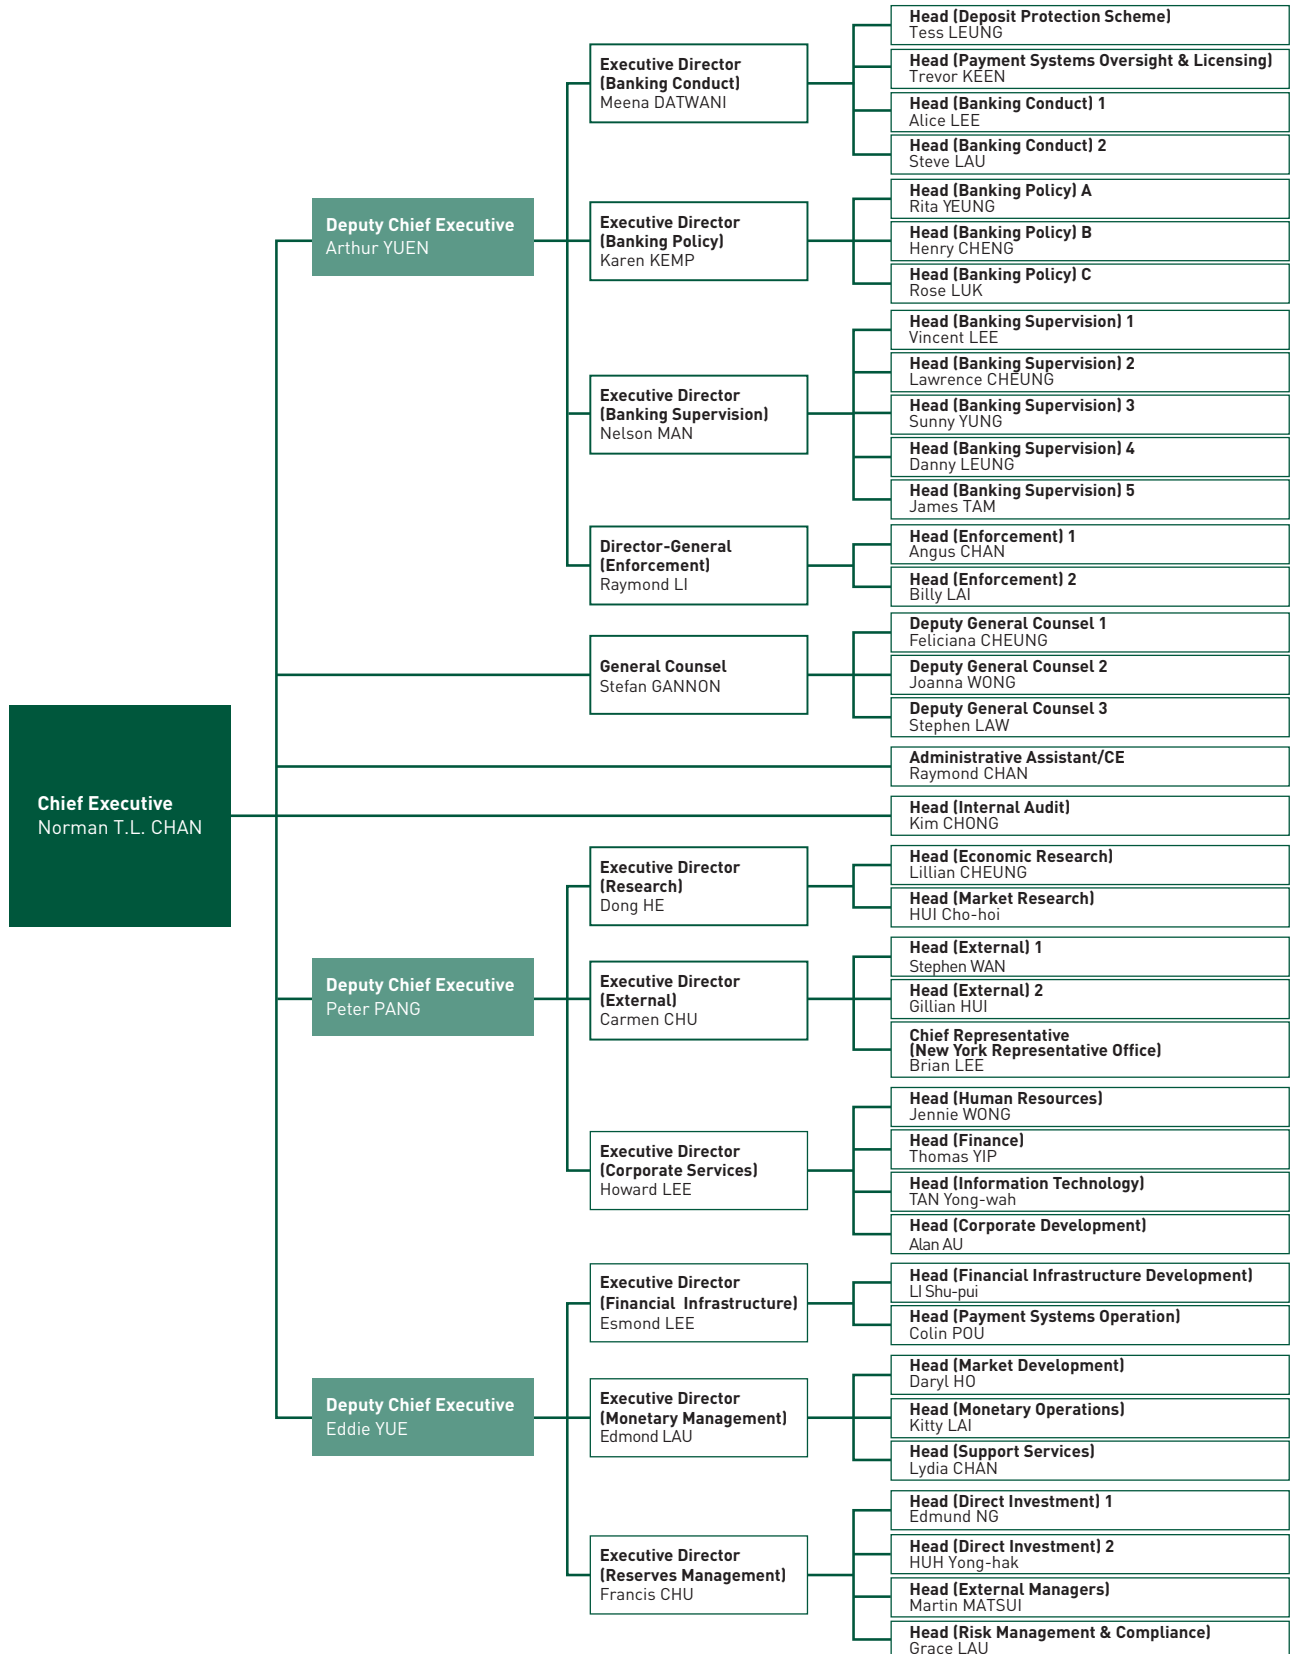 Head (Deposit Protection Scheme)
Tess LEUNG
Executive Director
(Banking Conduct)
Meena DATWANI
Head (Payment Systems Oversight & Licensing)
Trevor KEEN
Head (Banking Conduct) 1
Alice LEE
Head (Banking Conduct) 2
Steve LAU
Deputy Chief Executive
Arthur YUEN
Executive Director
(Banking Policy)
Karen KEMP
Head (Banking Policy) A
Rita YEUNG
Head (Banking Policy) B
Henry CHENG
Head (Banking Policy) C
Rose LUK
Executive Director
(Banking Supervision)
Nelson MAN
Head (Banking Supervision) 1
Vincent LEE
Head (Banking Supervision) 2
Lawrence CHEUNG
Head (Banking Supervision) 3
Sunny YUNG
Head (Banking Supervision) 4
Danny LEUNG
Head (Banking Supervision) 5
James TAM
Director-General
(Enforcement)
Raymond LI
Head (Enforcement) 1
Angus CHAN
Head (Enforcement) 2
Billy LAI
General Counsel
Stefan GANNON
Deputy General Counsel 1
Feliciana CHEUNG
Deputy General Counsel 2
Joanna WONG
Deputy General Counsel 3
Stephen LAW
Administrative Assistant/CE
Raymond CHAN
Chief Executive
Norman T.L. CHAN
Head (Internal Audit)
Kim CHONG
Executive Director
(Research)
Dong HE
Head (Economic Research)
Lillian CHEUNG
Head (Market Research)
HUI Cho-hoi
Deputy Chief Executive
Peter PANG
Executive Director
(External)
Carmen CHU
Head (External) 1
Stephen WAN
Head (External) 2
Gillian HUI
Chief Representative
(New York Representative Office)
Brian LEE
Executive Director
(Corporate Services)
Howard LEE
Head (Human Resources)
Jennie WONG
Head (Finance)
Thomas YIP
Head (Information Technology)
TAN Yong-wah
Head (Corporate Development)
Alan AU
Executive Director
(Financial Infrastructure)
Esmond LEE
Head (Financial Infrastructure Development)
LI Shu-pui
Head (Payment Systems Operation)
Colin POU
Deputy Chief Executive
Eddie YUE
Executive Director
(Monetary Management)
Edmond LAU
Head (Market Development)
Daryl HO
Head (Monetary Operations)
Kitty LAI
Head (Support Services)
Lydia CHAN
Executive Director
(Reserves Management)
Francis CHU
Head (Direct Investment) 1
Edmund NG
Head (Direct Investment) 2
HUH Yong-hak
Head (External Managers)
Martin MATSUI
Head (Risk Management & Compliance)
Grace LAU